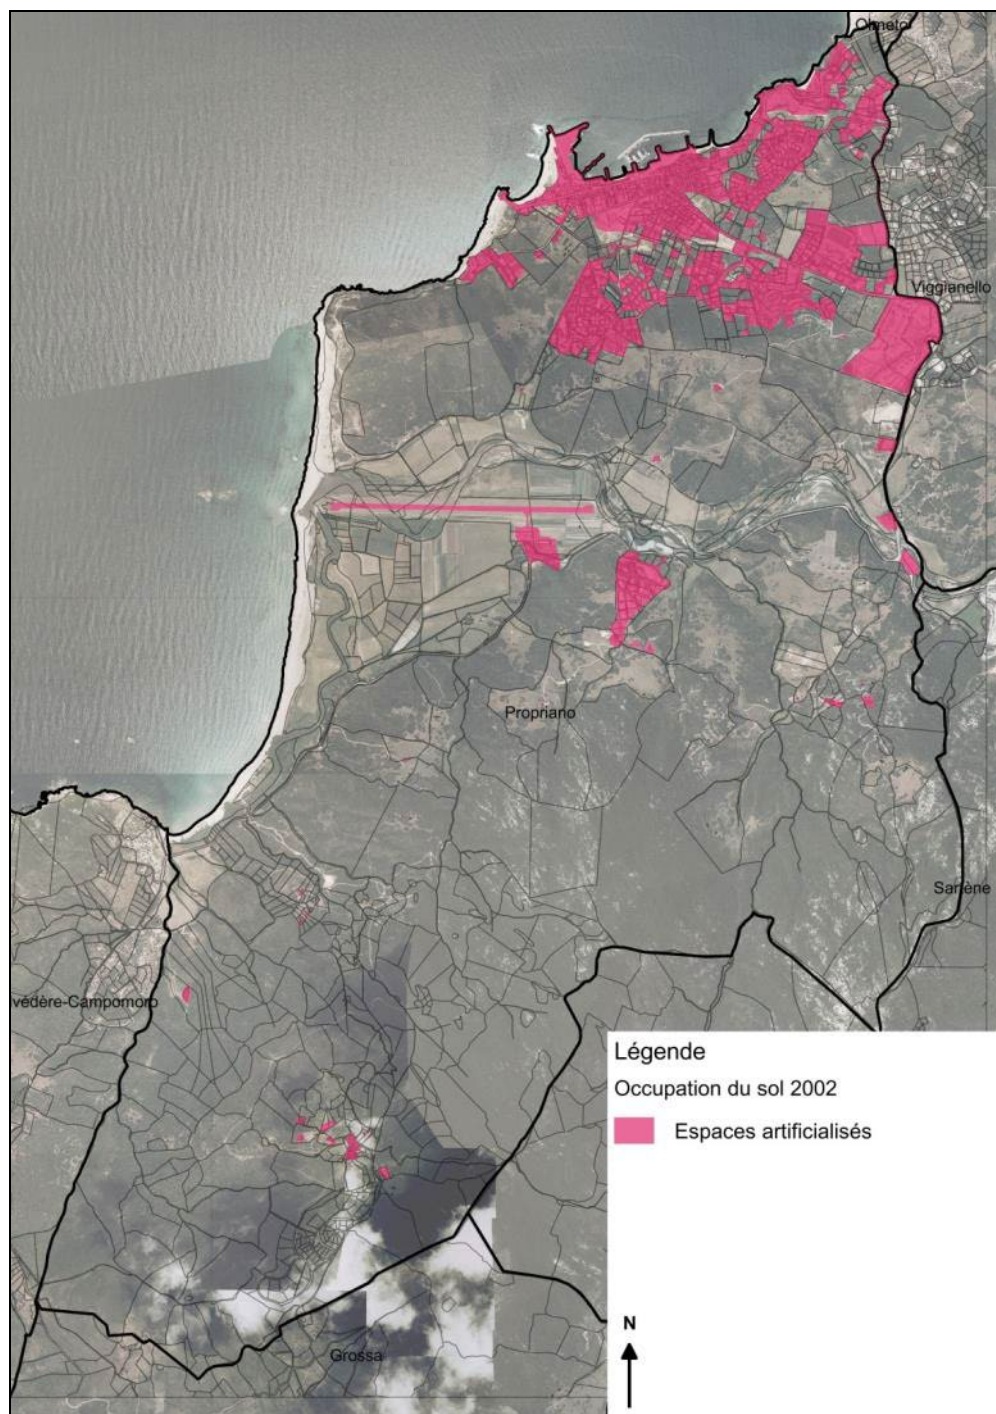 Olmeto
Viggianello
Propriano
Sartène
védère-Campomoro
Légende
Occupation du sol 2002
Espaces artificialisés
N
Grossa